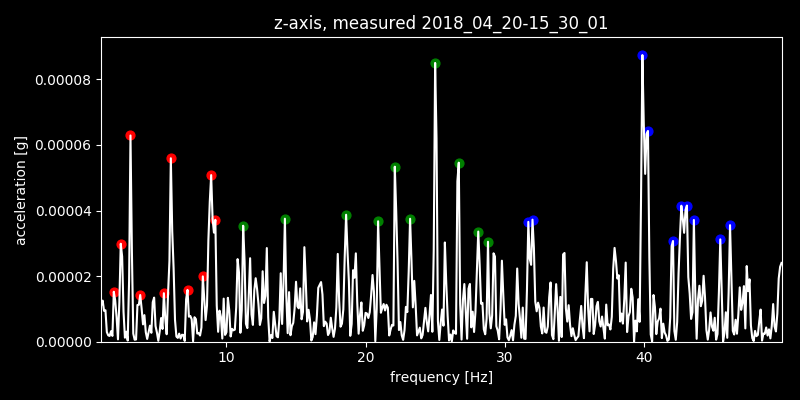 z-axis, measured 2018_04_20-15_30_01
0.00008
0.00006
0.00004
0.00002
0.00000
acceleration [g]
10 20 30 40
frequency [Hz]